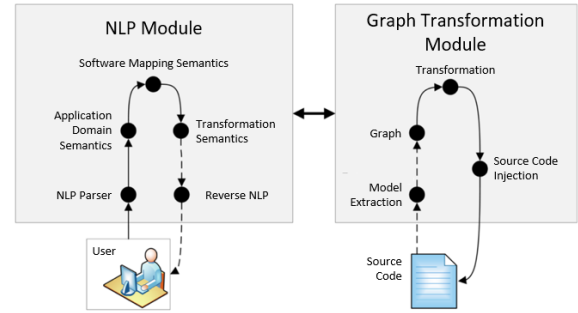 NLP Module
Software Mapping Semantics
Application
Domain
Semantics
Transformation
Semantics
NLP Parser
Reverse NLP
User
Graph Transformation
Module
Transformation
Graph
Source Code
Injection
Model
Extraction
Source
Code